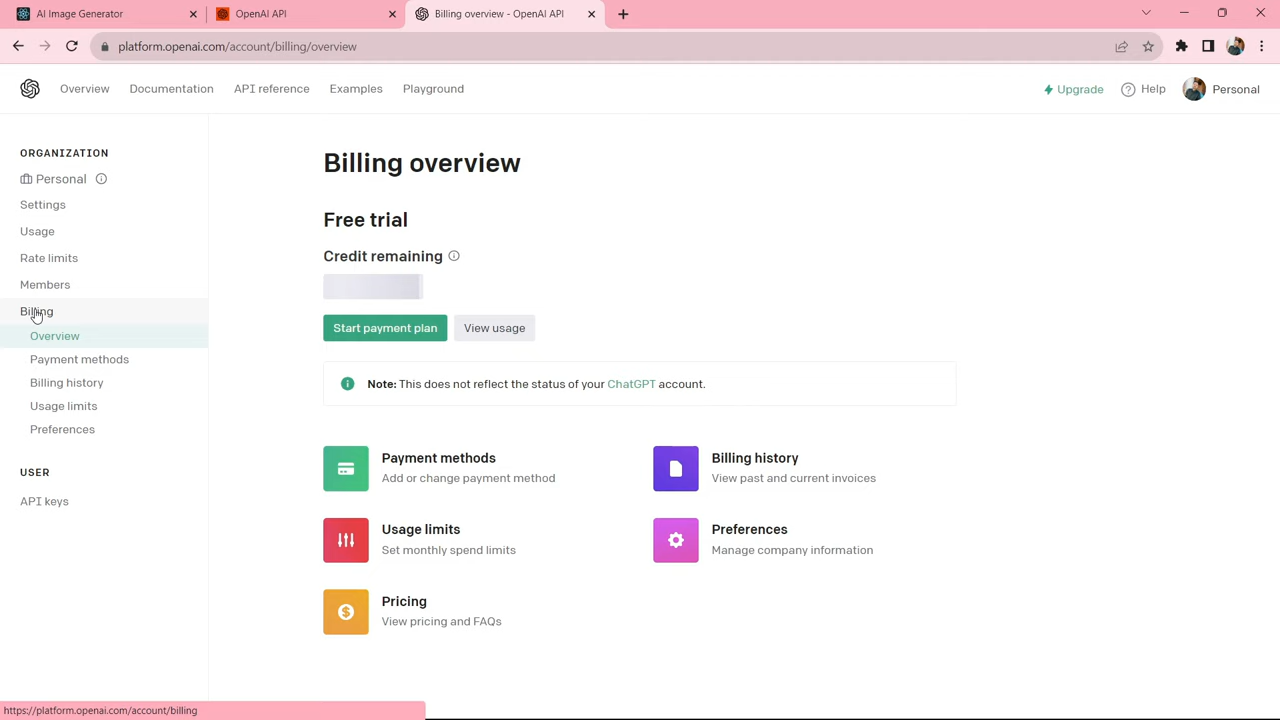 AI Image Generator
OpenAI API
Billing overview - OpenAI API
platform.openai.com/account/billing/overview
Overview
Documentation
API reference
Examples
Playground
Upgrade
Help
Personal
ORGANIZATION
Personal
Settings
Usage
Rate limits
Members
Billing
Overview
Payment methods
Billing history
Usage limits
Preferences
USER
API keys
Billing overview
Free trial
Credit remaining
Start payment plan
View usage
Note: This does not reflect the status of your ChatGPT account.
Payment methods
Add or change payment method
Billing history
View past and current invoices
Usage limits
Set monthly spend limits
Preferences
Manage company information
Pricing
View pricing and FAQs
https://platform.openai.com/account/billing